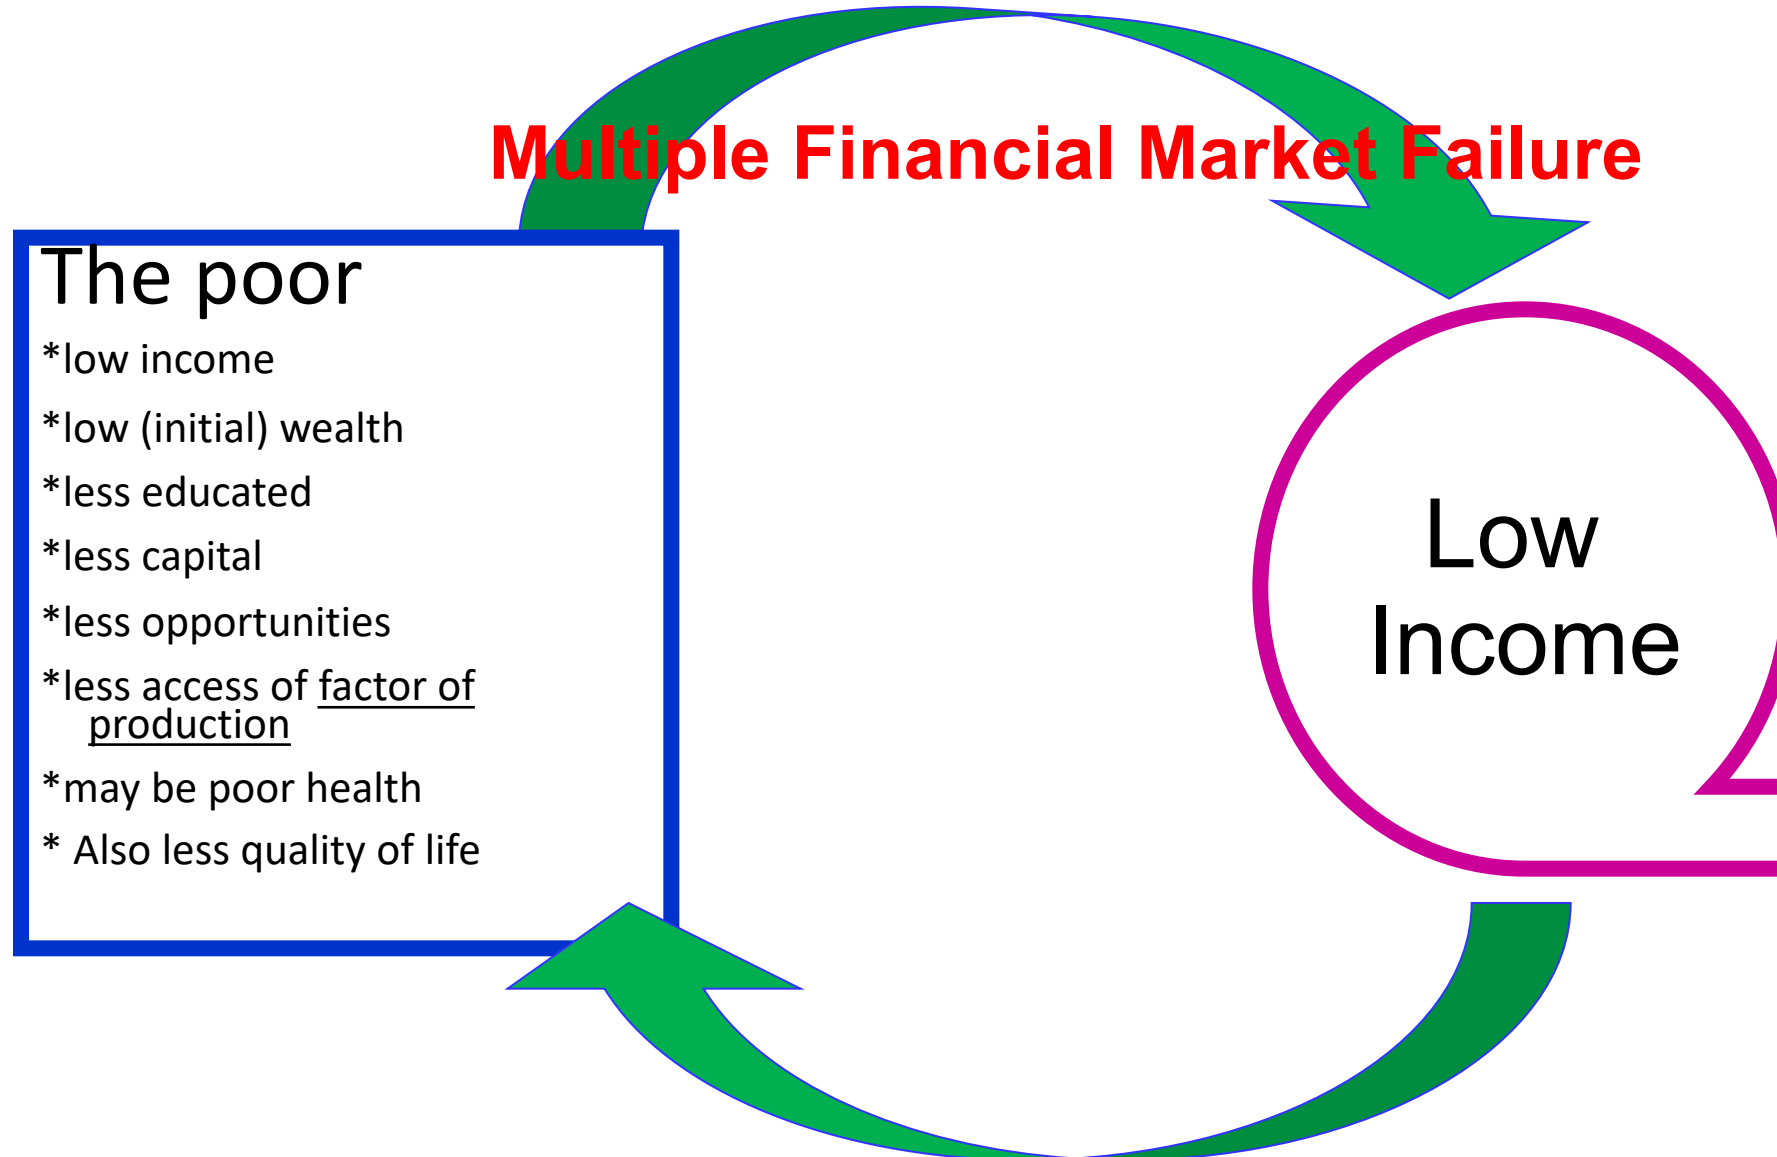 Multiple Financial Market Failure
The poor
*low income
*low (initial) wealth
*less educated
*less capital
*less opportunities
*less access of factor of
production
*may be poor health
* Also less quality of life
Low
Income